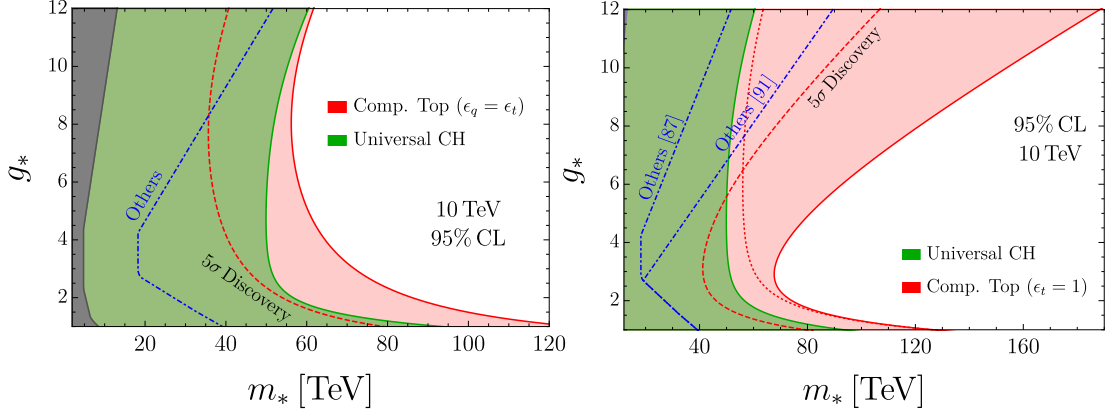 12
10
8
6
4
2
g*
20
40
60
80
100
120
m* [TeV]
Others
5σ Discovery
Comp. Top (ϵq = ϵt)
Universal CH
10 TeV
95% CL
12
10
8
6
4
2
g*
40
80
120
160
m* [TeV]
Others [87]
Others [91]
5σ Discovery
95% CL
10 TeV
Universal CH
Comp. Top (ϵt = 1)